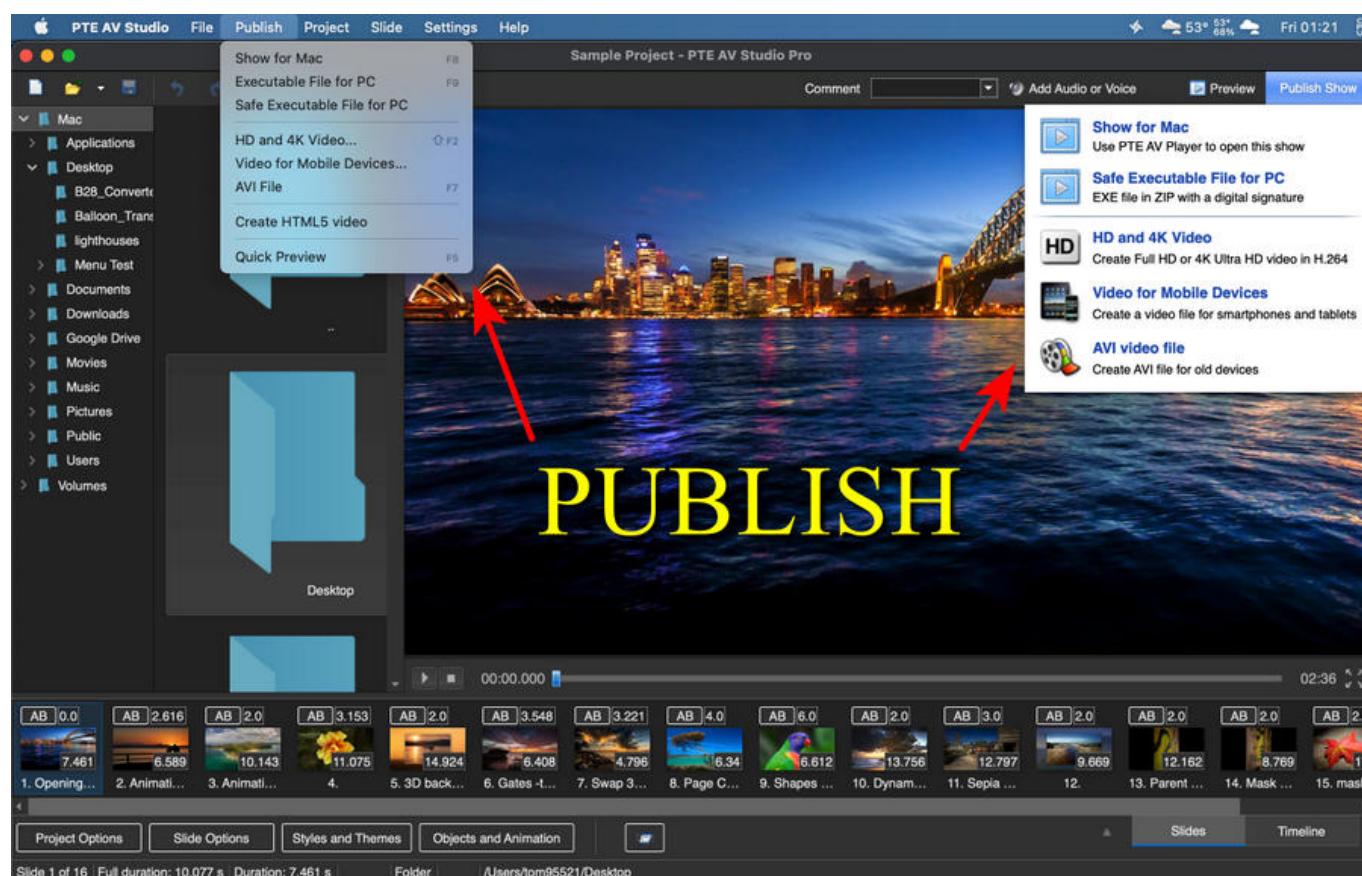 PTE AV Studio File Publish Project Slide Settings Help 53° 53° 68% Fri 01:21
Sample Project - PTE AV Studio Pro
Show for Mac F8
Executable File for PC F9
Safe Executable File for PC
HD and 4K Video... ⇧F2
Video for Mobile Devices...
AVI File F7
Create HTML5 video
Quick Preview F5
Comment Add Audio or Voice Preview Publish Show
Show for Mac
Use PTE AV Player to open this show
Safe Executable File for PC
EXE file in ZIP with a digital signature
HD
HD and 4K Video
Create Full HD or 4K Ultra HD video in H.264
Video for Mobile Devices
Create a video file for smartphones and tablets
AVI video file
Create AVI file for old devices
Mac
Applications
Desktop
B28_Converte
Balloon_Trans
lighthouses
Menu Test
Documents
Downloads
Google Drive
Movies
Music
Pictures
Public
Users
Volumes
..
Desktop
PUBLISH
00:00.000 02:36
AB 0.0 AB 2.616 AB 2.0 AB 3.153 AB 2.0 AB 3.548 AB 3.221 AB 4.0 AB 6.0 AB 2.0 AB 3.0 AB 2.0 AB 2.0 AB 2.0 AB 2.
7.461 6.589 10.143 11.075 14.924 6.408 4.796 6.34 6.612 13.756 12.797 9.669 12.162 8.769 1
1. Opening... 2. Animati... 3. Animati... 4. 5. 3D back... 6. Gates -t... 7. Swap 3... 8. Page C... 9. Shapes ... 10. Dynam... 11. Sepia ... 12. 13. Parent ... 14. Mask ... 15. mas
Project Options Slide Options Styles and Themes Objects and Animation Slides Timeline
Slide 1 of 16 Full duration: 10.077 s Duration: 7.461 s Folder /Users/tom95521/Desktop